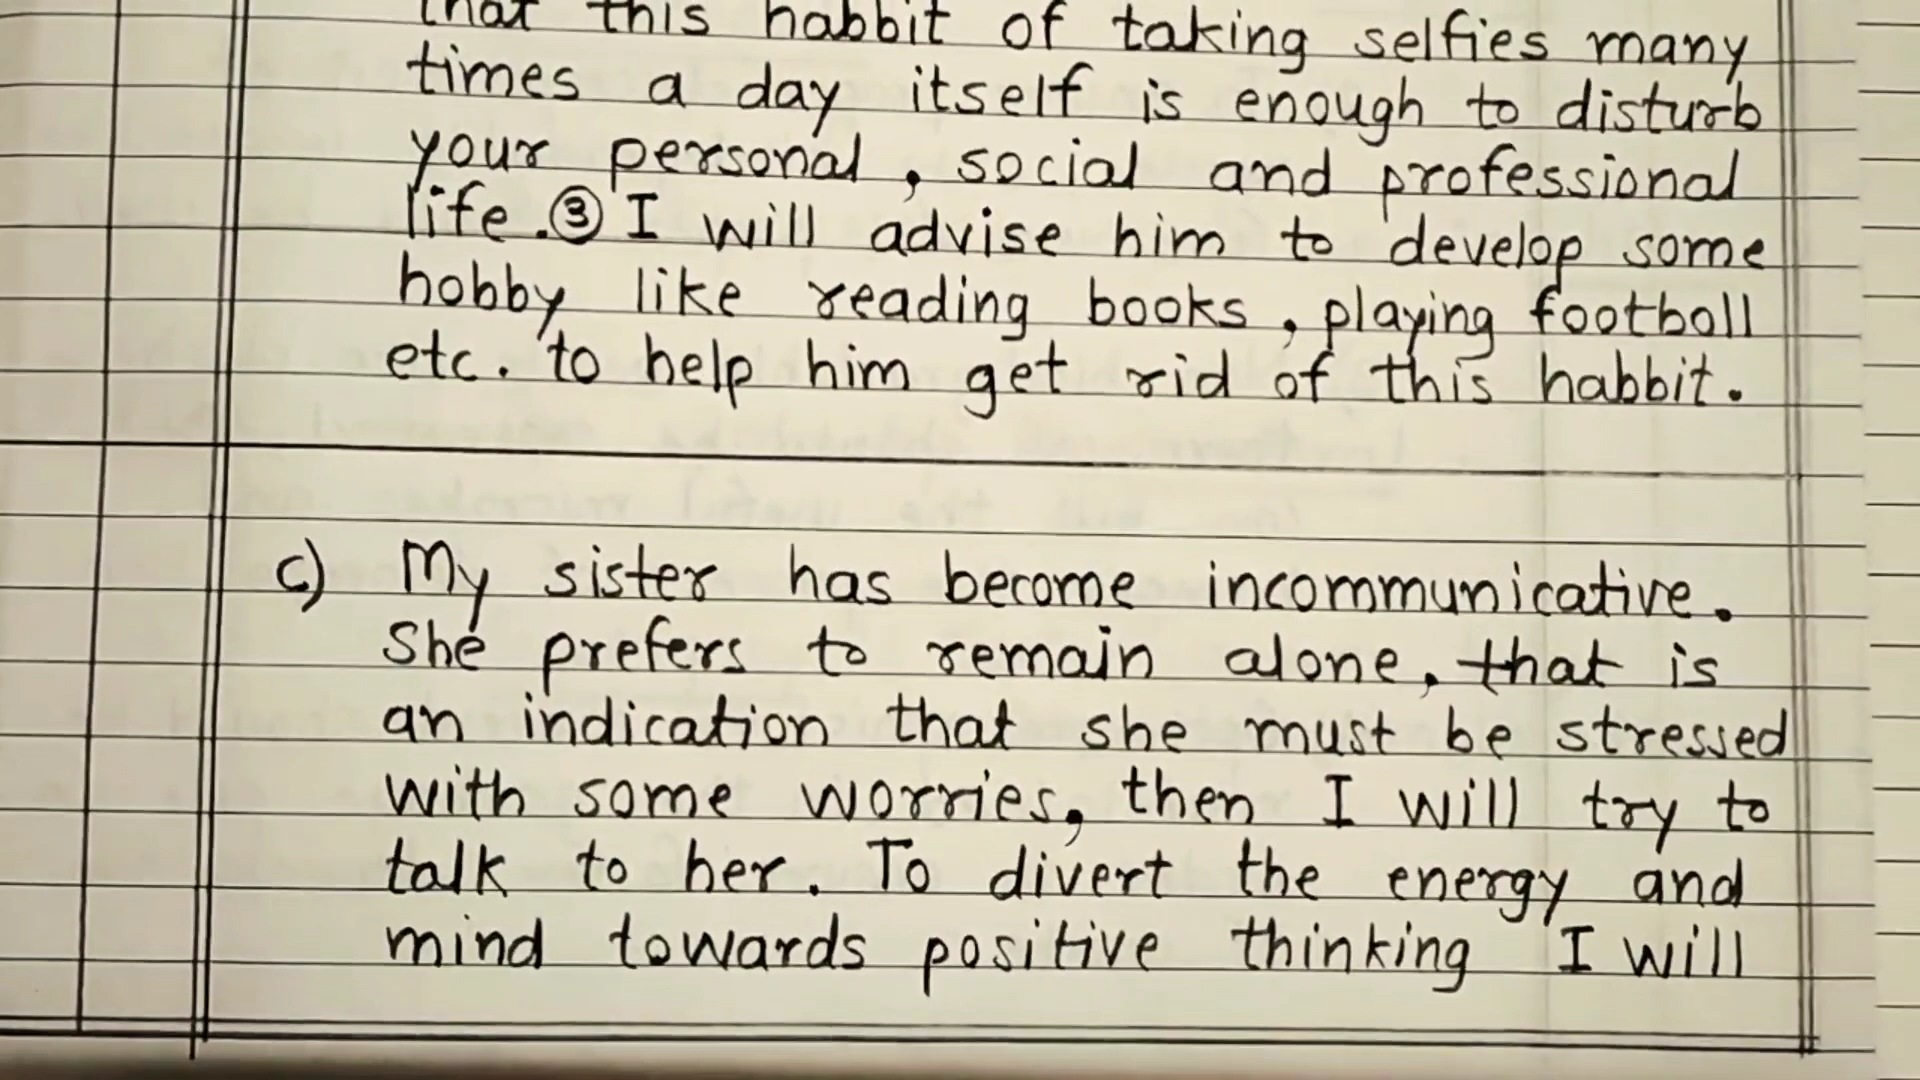 that this habbit of taking selfies many
times a day itself is enough to disturb
your personal, social and professional
life. ③ I will advise him to develop some
hobby like reading books, playing football
etc. to help him get rid of this habbit.
c) My sister has become incommunicative.
She prefers to remain alone, that is
an indication that she must be stressed
with some worries, then I will try to
talk to her. To divert the energy and
mind towards positive thinking I will